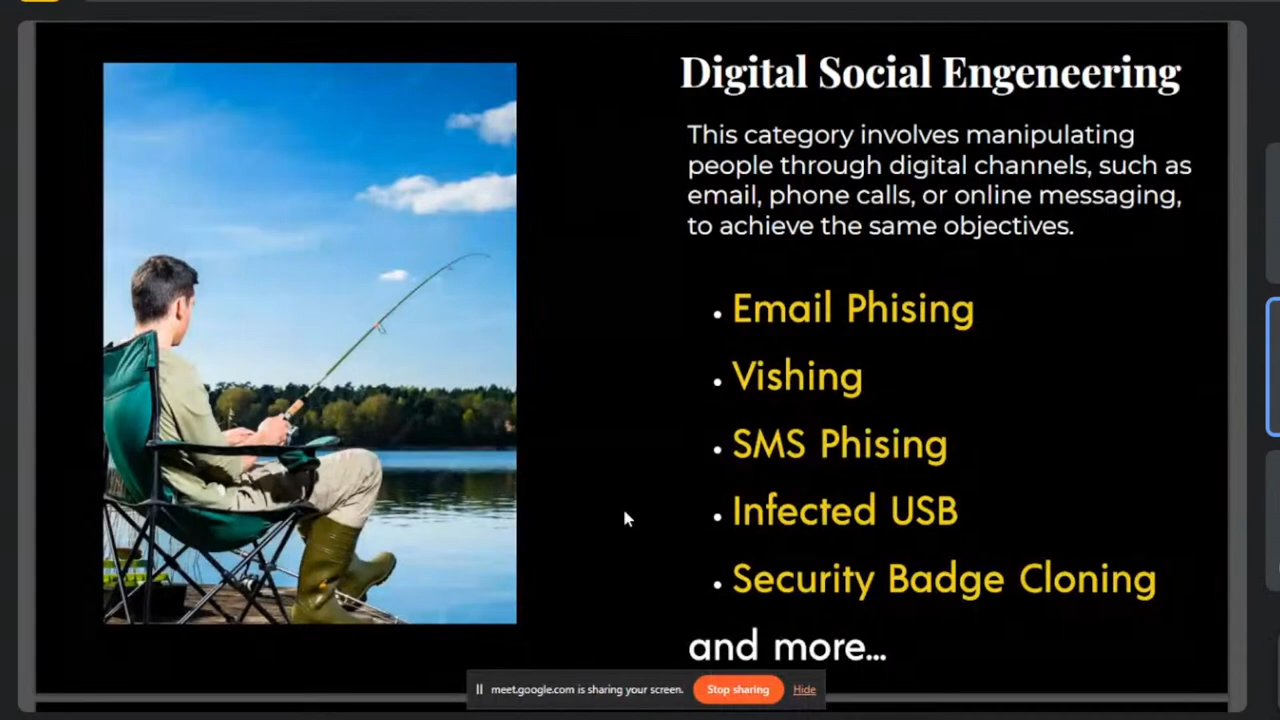 Digital Social Engeneering
This category involves manipulating
people through digital channels, such as
email, phone calls, or online messaging,
to achieve the same objectives.
• Email Phising
• Vishing
• SMS Phising
• Infected USB
• Security Badge Cloning
and more...
meet.google.com is sharing your screen. Stop sharing Hide